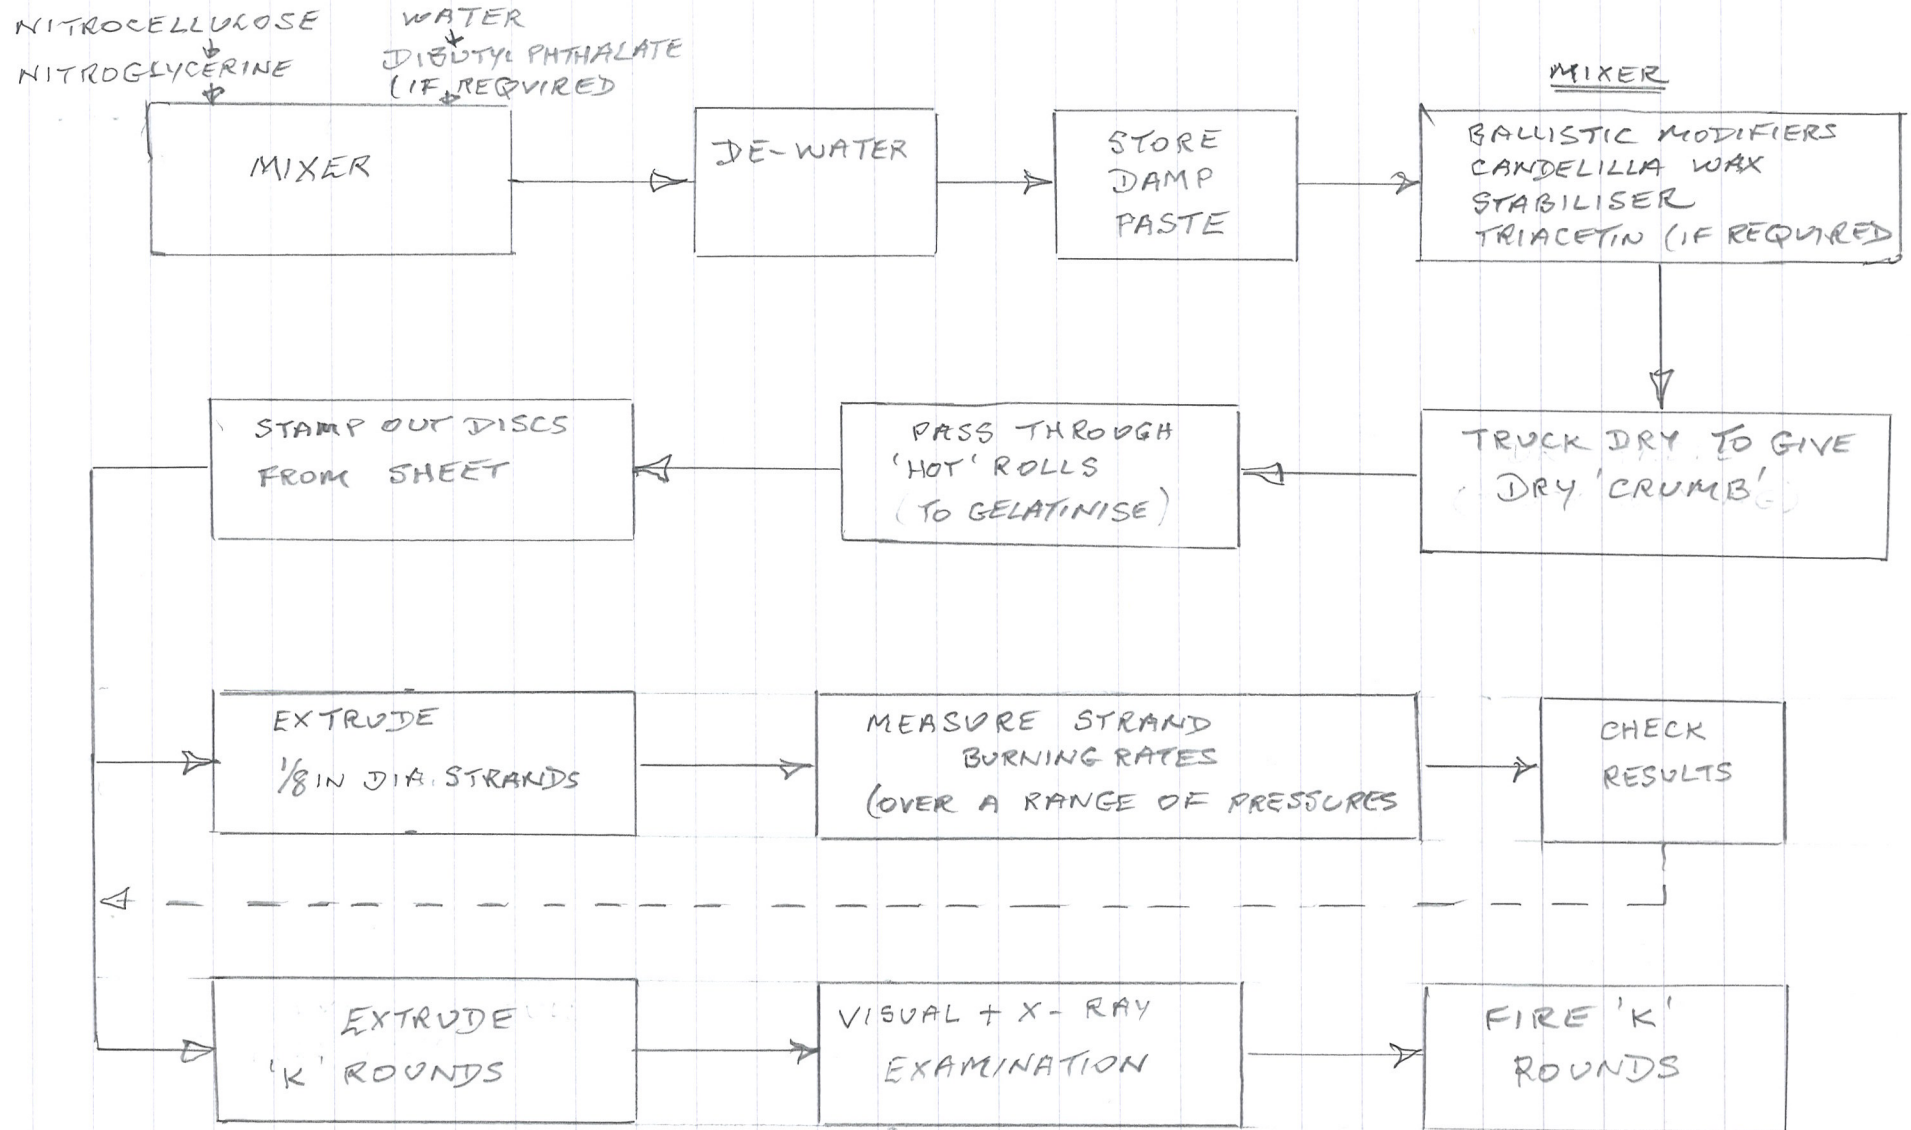 NITROCELLULOSE
NITROGLYCERINE
WATER
DIBUTYL PHTHALATE
(IF REQUIRED
MIXER
DE-WATER
STORE
DAMP
PASTE
MIXER
BALLISTIC MODIFIERS
CANDELILLA WAX
STABILISER
TRIACETIN (IF REQUIRED
TRUCK DRY TO GIVE
DRY 'CRUMB'
PASS THROUGH
'HOT' ROLLS
(TO GELATINISE)
STAMP OUT DISCS
FROM SHEET
EXTRUDE
1/8 IN DIA. STRANDS
MEASURE STRAND
BURNING RATES
(OVER A RANGE OF PRESSURES
CHECK
RESULTS
EXTRUDE
'K' ROUNDS
VISUAL + X-RAY
EXAMINATION
FIRE 'K'
ROUNDS